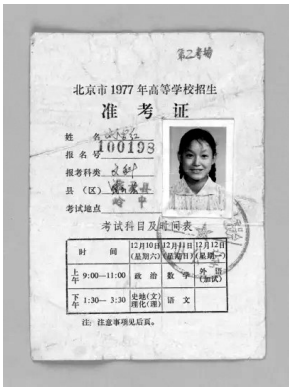 第二考场
北京市1977年高等学校招生
准考证
姓 名
报名号 100198
报考科类 文科
县(区)
考试地点
考试科目及时间表
时 间 12月10日(星期六) 12月11日(星期日) 12月12日(星期一)
上午 9:00—11:00 政治 数学 外语(加试)
下午 1:30—3:30 史地(文)理化(理) 语文
注:注意事项见后页。